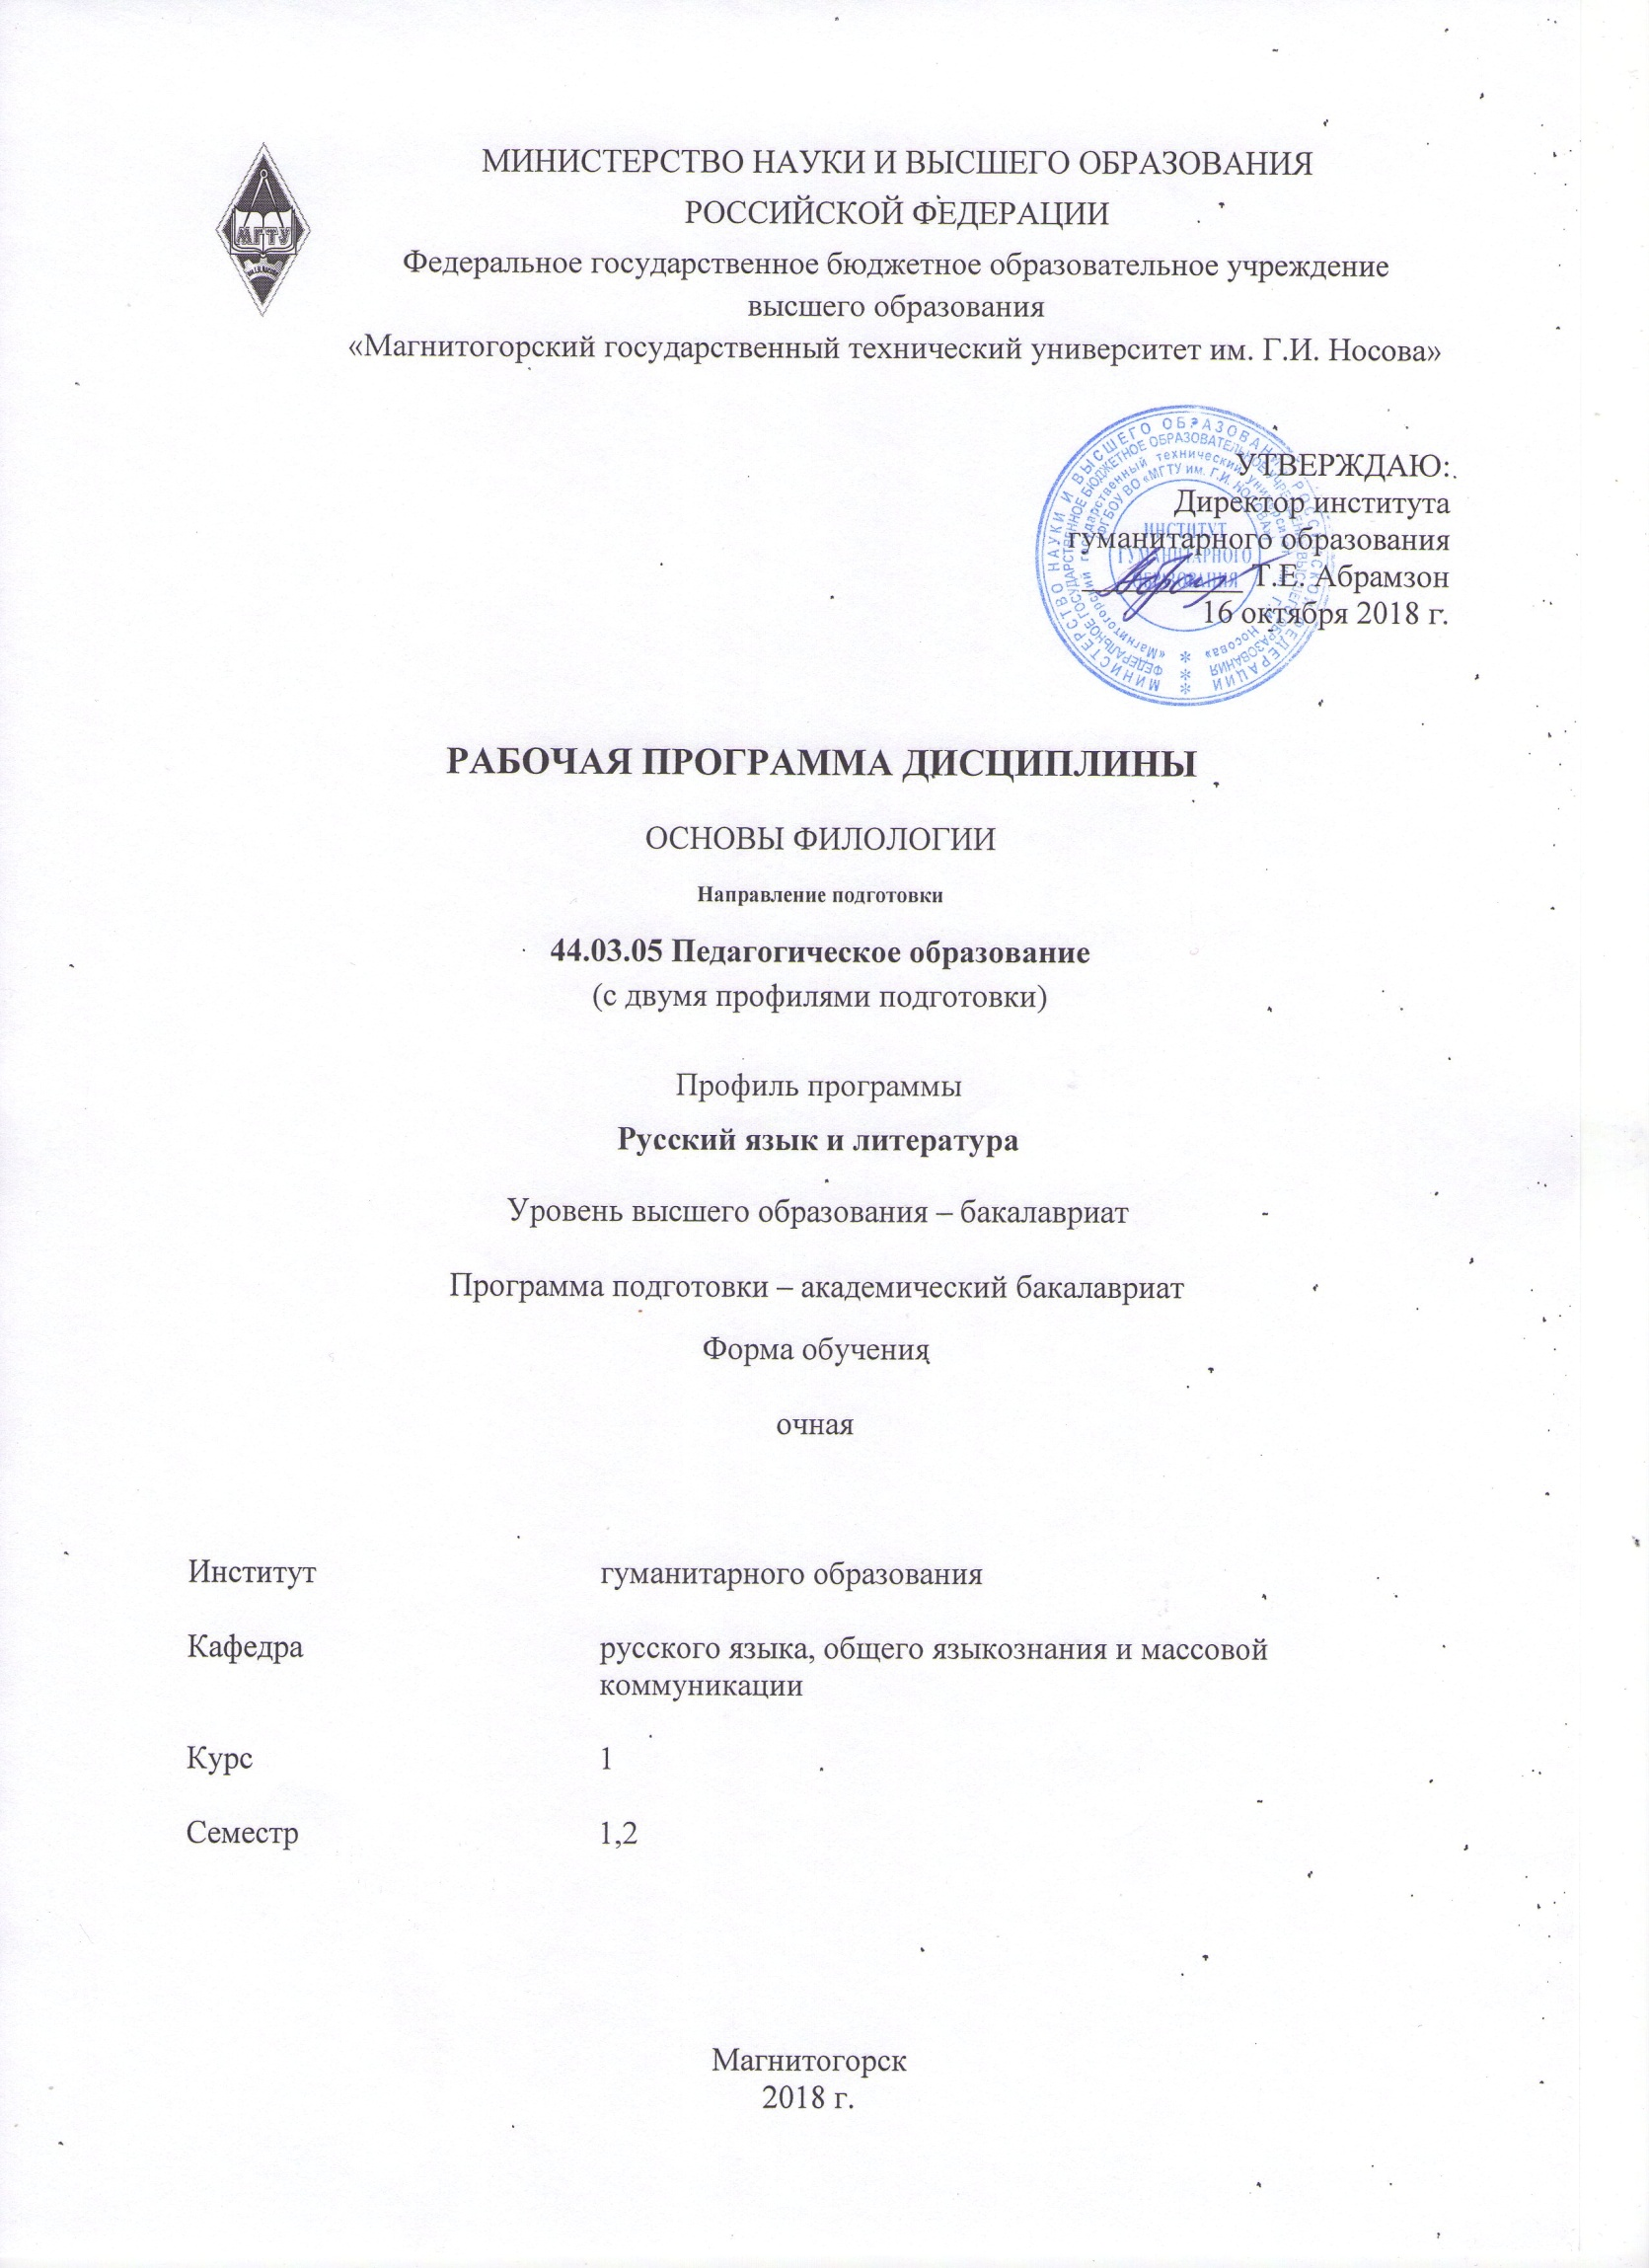 МИНИСТЕРСТВО НАУКИ И ВЫСШЕГО ОБРАЗОВАНИЯ
РОССИЙСКОЙ ФЕДЕРАЦИИ
Федеральное государственное бюджетное образовательное учреждение
высшего образования
«Магнитогорский государственный технический университет им. Г.И. Носова»
МГТУ
УТВЕРЖДАЮ:
Директор института
гуманитарного образования
Т.Е. Абрамзон
16 октября 2018 г.
ИНСТИТУТ
ГУМАНИТАРНОГО
ОБРАЗОВАНИЯ
РАБОЧАЯ ПРОГРАММА ДИСЦИПЛИНЫ
ОСНОВЫ ФИЛОЛОГИИ
Направление подготовки
44.03.05 Педагогическое образование
(с двумя профилями подготовки)
Профиль программы
Русский язык и литература
Уровень высшего образования – бакалавриат
Программа подготовки – академический бакалавриат
Форма обучения
очная
Институт гуманитарного образования
Кафедра русского языка, общего языкознания и массовой
коммуникации
Курс 1
Семестр 1,2
Магнитогорск
2018 г.